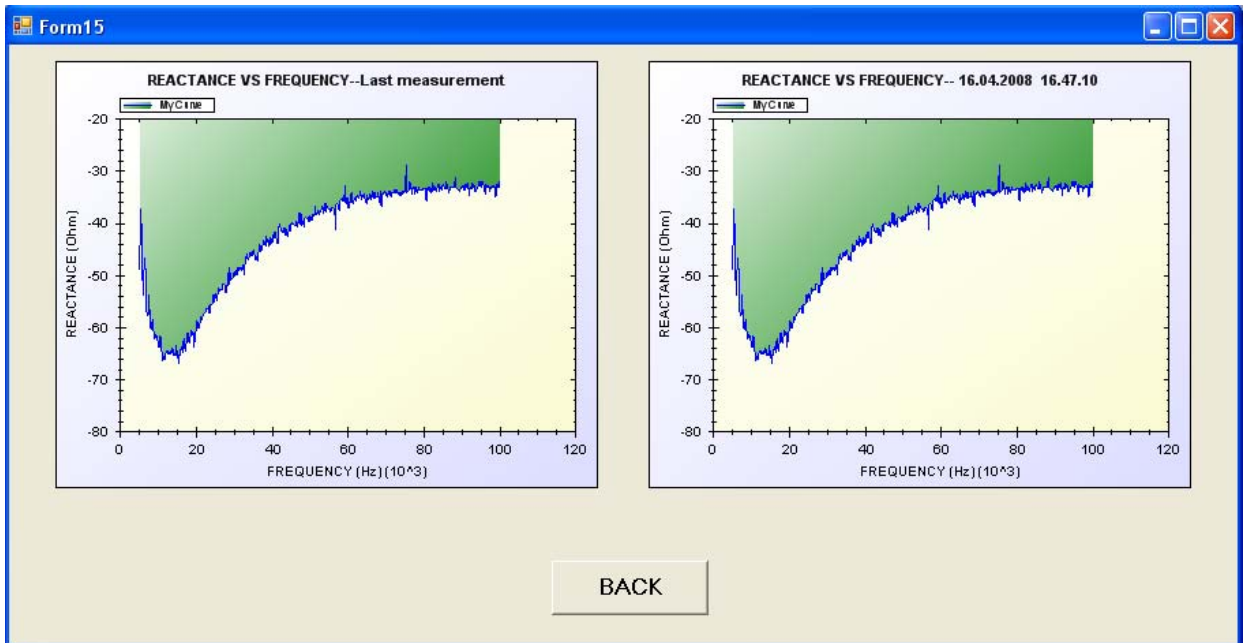 Form15
REACTANCE VS FREQUENCY--Last measurement
MyCurve
-20
-30
-40
-50
-60
-70
-80
REACTANCE (Ohm)
0 20 40 60 80 100 120
FREQUENCY (Hz)(10^3)
REACTANCE VS FREQUENCY-- 16.04.2008 16.47.10
MyCurve
-20
-30
-40
-50
-60
-70
-80
REACTANCE (Ohm)
0 20 40 60 80 100 120
FREQUENCY (Hz)(10^3)
BACK